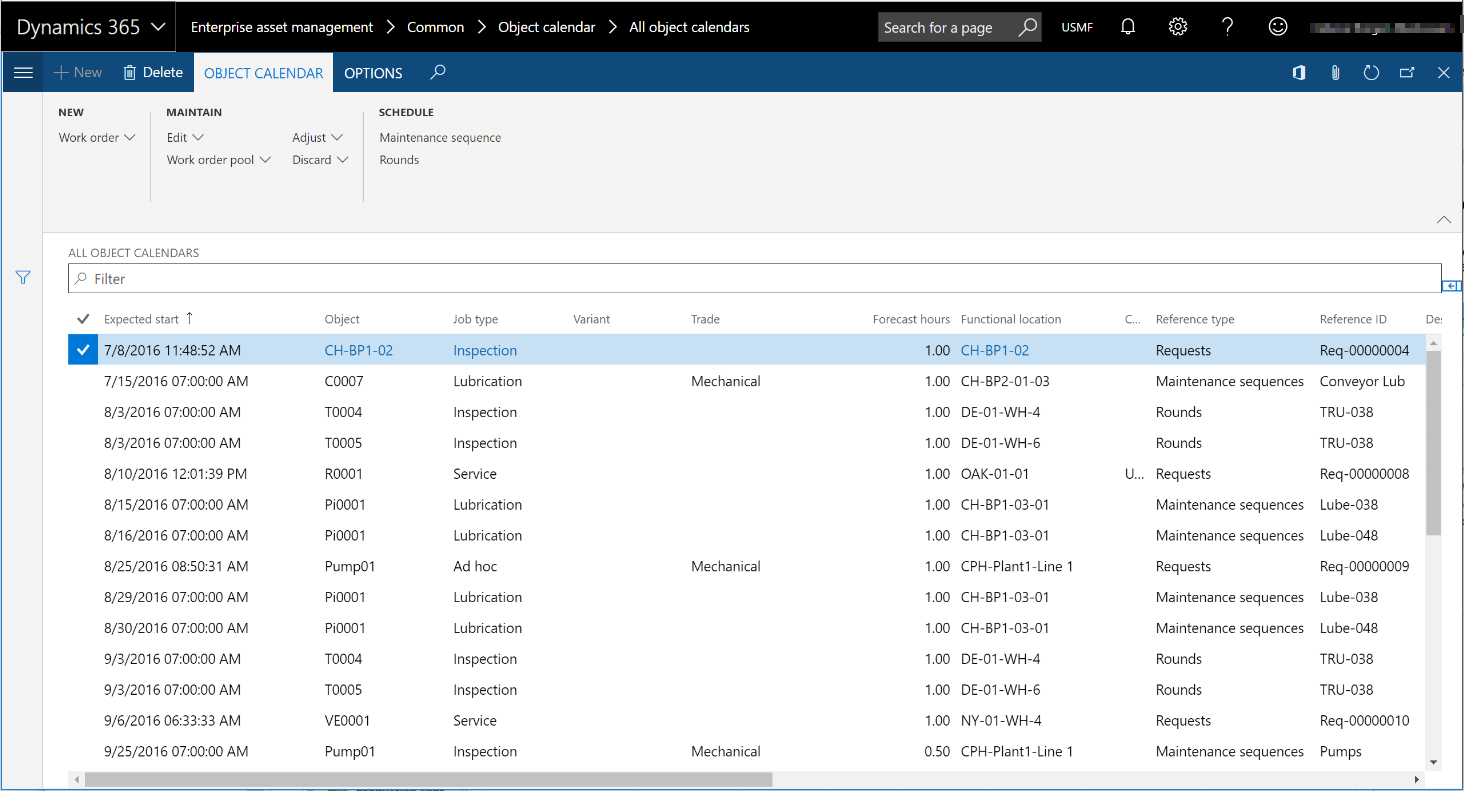 Dynamics 365 Enterprise asset management Common Object calendar All object calendars Search for a page USMF
New Delete OBJECT CALENDAR OPTIONS
NEW MAINTAIN SCHEDULE
Work order Edit Adjust Maintenance sequence
Work order pool Discard Rounds
ALL OBJECT CALENDARS
Filter
Expected start Object Job type Variant Trade Forecast hours Functional location C... Reference type Reference ID
7/8/2016 11:48:52 AM CH-BP1-02 Inspection 1.00 CH-BP1-02 Requests Req-00000004
7/15/2016 07:00:00 AM C0007 Lubrication Mechanical 1.00 CH-BP2-01-03 Maintenance sequences Conveyor Lub
8/3/2016 07:00:00 AM T0004 Inspection 1.00 DE-01-WH-4 Rounds TRU-038
8/3/2016 07:00:00 AM T0005 Inspection 1.00 DE-01-WH-6 Rounds TRU-038
8/10/2016 12:01:39 PM R0001 Service 1.00 OAK-01-01 U... Requests Req-00000008
8/15/2016 07:00:00 AM Pi0001 Lubrication 1.00 CH-BP1-03-01 Maintenance sequences Lube-038
8/16/2016 07:00:00 AM Pi0001 Lubrication 1.00 CH-BP1-03-01 Maintenance sequences Lube-048
8/25/2016 08:50:31 AM Pump01 Ad hoc Mechanical 1.00 CPH-Plant1-Line 1 Requests Req-00000009
8/29/2016 07:00:00 AM Pi0001 Lubrication 1.00 CH-BP1-03-01 Maintenance sequences Lube-038
8/30/2016 07:00:00 AM Pi0001 Lubrication 1.00 CH-BP1-03-01 Maintenance sequences Lube-048
9/3/2016 07:00:00 AM T0004 Inspection 1.00 DE-01-WH-4 Rounds TRU-038
9/3/2016 07:00:00 AM T0005 Inspection 1.00 DE-01-WH-6 Rounds TRU-038
9/6/2016 06:33:33 AM VE0001 Service 1.00 NY-01-WH-4 Requests Req-00000010
9/25/2016 07:00:00 AM Pump01 Inspection Mechanical 0.50 CPH-Plant1-Line 1 Maintenance sequences Pumps